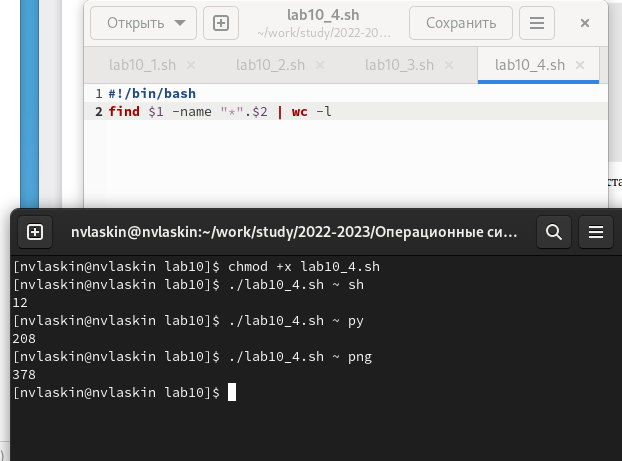 Открыть
lab10_4.sh
~/work/study/2022-20...
Сохранить
lab10_1.sh
lab10_2.sh
lab10_3.sh
lab10_4.sh
1 #!/bin/bash
2 find $1 -name "*".$2 | wc -l
ста
nvlaskin@nvlaskin:~/work/study/2022-2023/Операционные си...
[nvlaskin@nvlaskin lab10]$ chmod +x lab10_4.sh
[nvlaskin@nvlaskin lab10]$ ./lab10_4.sh ~ sh
12
[nvlaskin@nvlaskin lab10]$ ./lab10_4.sh ~ py
208
[nvlaskin@nvlaskin lab10]$ ./lab10_4.sh ~ png
378
[nvlaskin@nvlaskin lab10]$